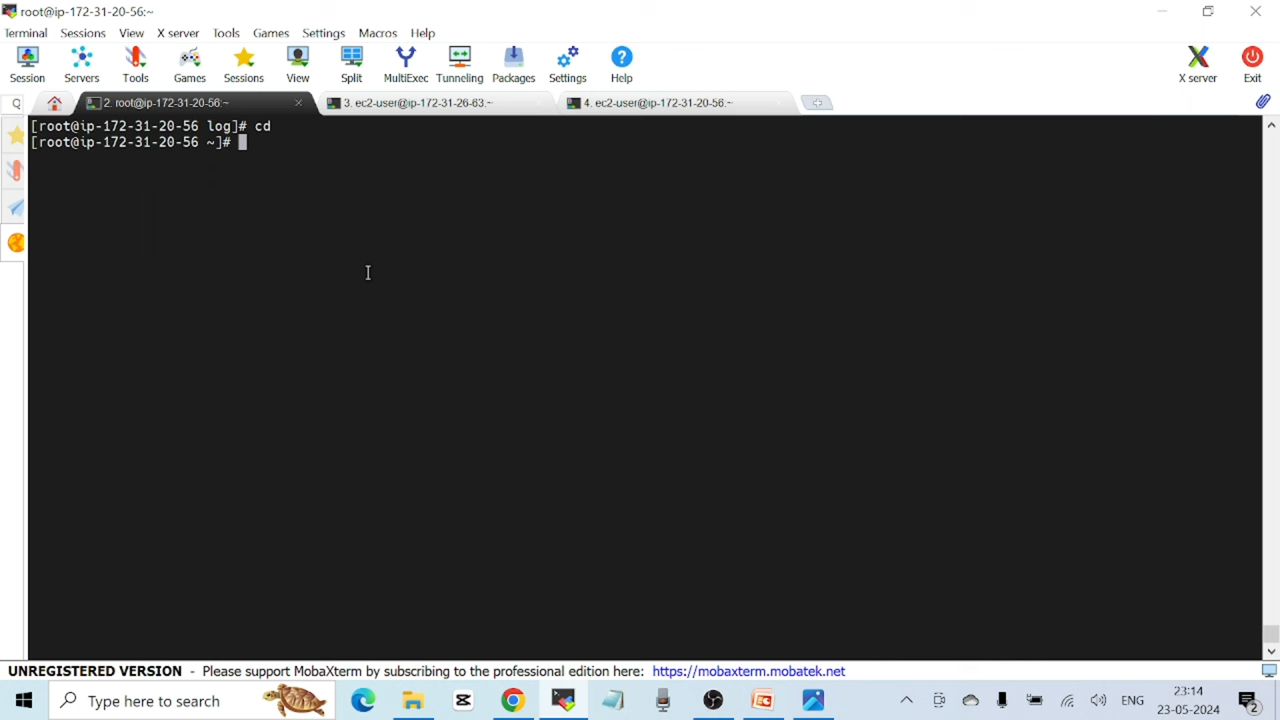 root@ip-172-31-20-56:~
Terminal Sessions View X server Tools Games Settings Macros Help
Session Servers Tools Games Sessions View Split MultiExec Tunneling Packages Settings Help X server Exit
2. root@ip-172-31-20-56:~ 3. ec2-user@ip-172-31-26-63:~ 4. ec2-user@ip-172-31-20-56:~
[root@ip-172-31-20-56 log]# cd
[root@ip-172-31-20-56 ~]#
UNREGISTERED VERSION - Please support MobaXterm by subscribing to the professional edition here: https://mobaxterm.mobatek.net
Type here to search
ENG
23:14
23-05-2024
2